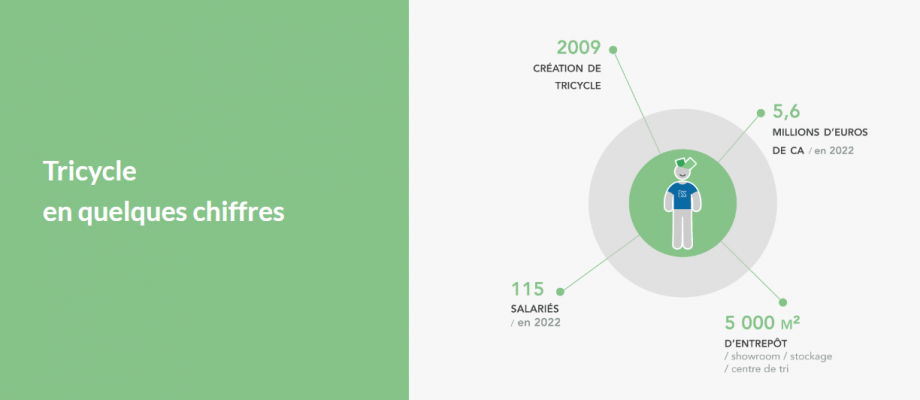 Tricycle
en quelques chiffres
2009
CRÉATION DE
TRICYCLE
5,6
MILLIONS D'EUROS
DE CA / en 2022
115
SALARIÉS
/ en 2022
5 000 M²
D'ENTREPÔT
/ showroom / stockage
/ centre de tri